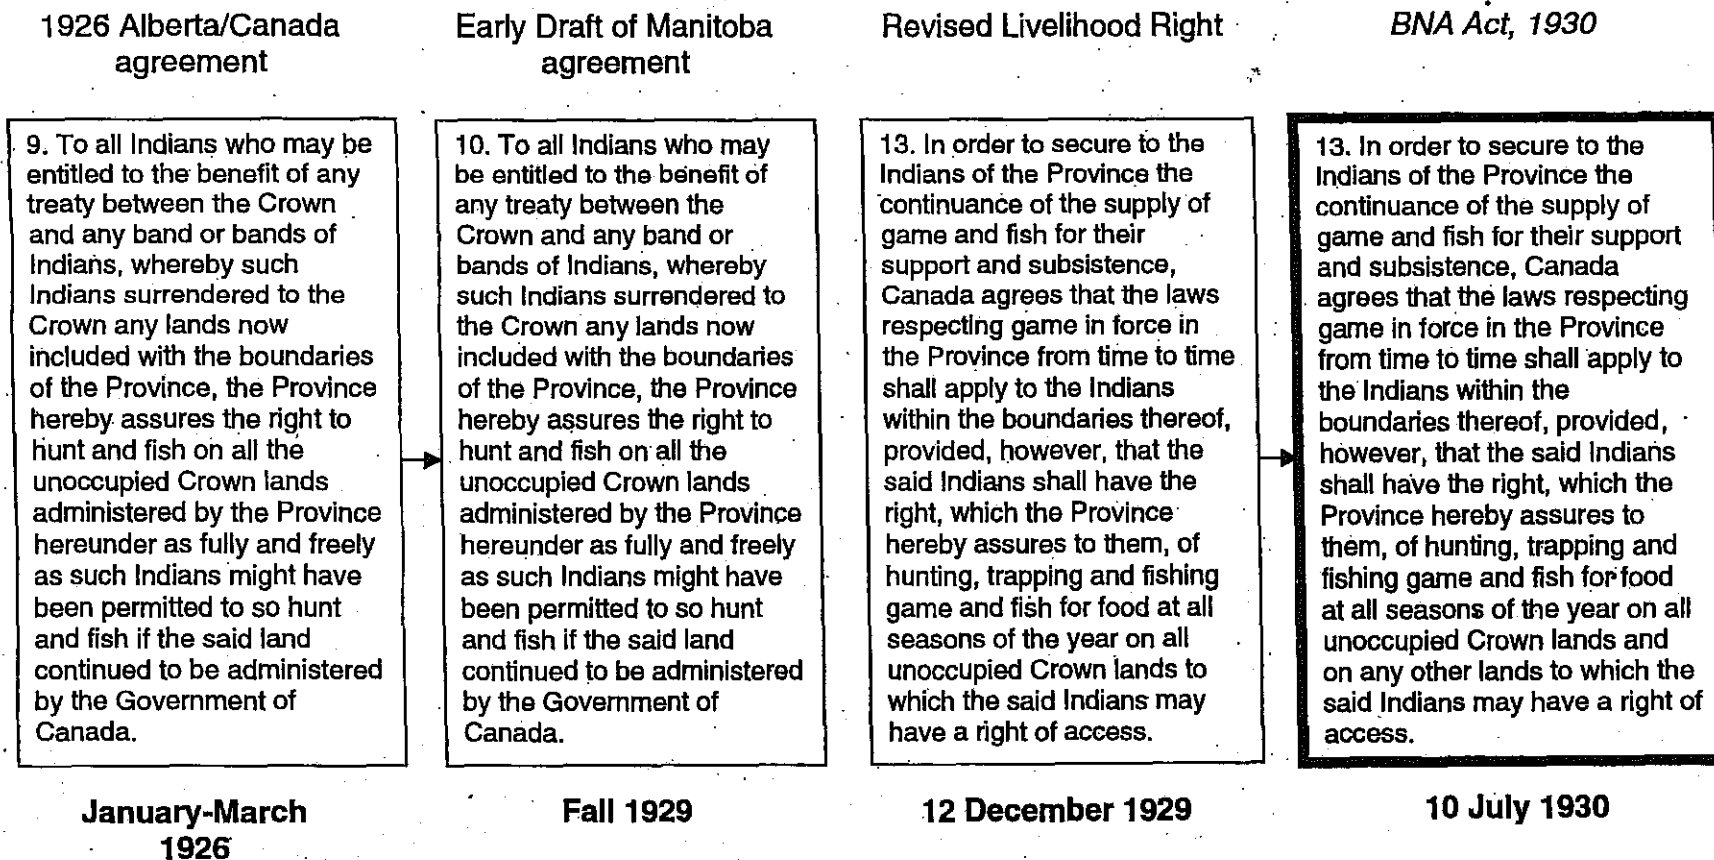 1926 Alberta/Canada
agreement
9. To all Indians who may be
entitled to the benefit of any
treaty between the Crown
and any band or bands of
Indians, whereby such
Indians surrendered to the
Crown any lands now
included with the boundaries
of the Province, the Province
hereby assures the right to
hunt and fish on all the
unoccupied Crown lands
administered by the Province
hereunder as fully and freely
as such Indians might have
been permitted to so hunt
and fish if the said land
continued to be administered
by the Government of
Canada.
January-March
1926
Early Draft of Manitoba
agreement
10. To all Indians who may
be entitled to the benefit of
any treaty between the
Crown and any band or
bands of Indians, whereby
such Indians surrendered to
the Crown any lands now
included with the boundaries
of the Province, the Province
hereby assures the right to
hunt and fish on all the
unoccupied Crown lands
administered by the Province
hereunder as fully and freely
as such Indians might have
been permitted to so hunt
and fish if the said land
continued to be administered
by the Government of
Canada.
Fall 1929
Revised Livelihood Right
13. In order to secure to the
Indians of the Province the
continuance of the supply of
game and fish for their
support and subsistence,
Canada agrees that the laws
respecting game in force in
the Province from time to time
shall apply to the Indians
within the boundaries thereof,
provided, however, that the
said Indians shall have the
right, which the Province
hereby assures to them, of
hunting, trapping and fishing
game and fish for food at all
seasons of the year on all
unoccupied Crown lands to
which the said Indians may
have a right of access.
12 December 1929
BNA Act, 1930
13. In order to secure to the
Indians of the Province the
continuance of the supply of
game and fish for their support
and subsistence, Canada
agrees that the laws respecting
game in force in the Province
from time to time shall apply to
the Indians within the
boundaries thereof, provided,
however, that the said Indians
shall have the right, which the
Province hereby assures to
them, of hunting, trapping and
fishing game and fish for food
at all seasons of the year on all
unoccupied Crown lands and
on any other lands to which the
said Indians may have a right of
access.
10 July 1930